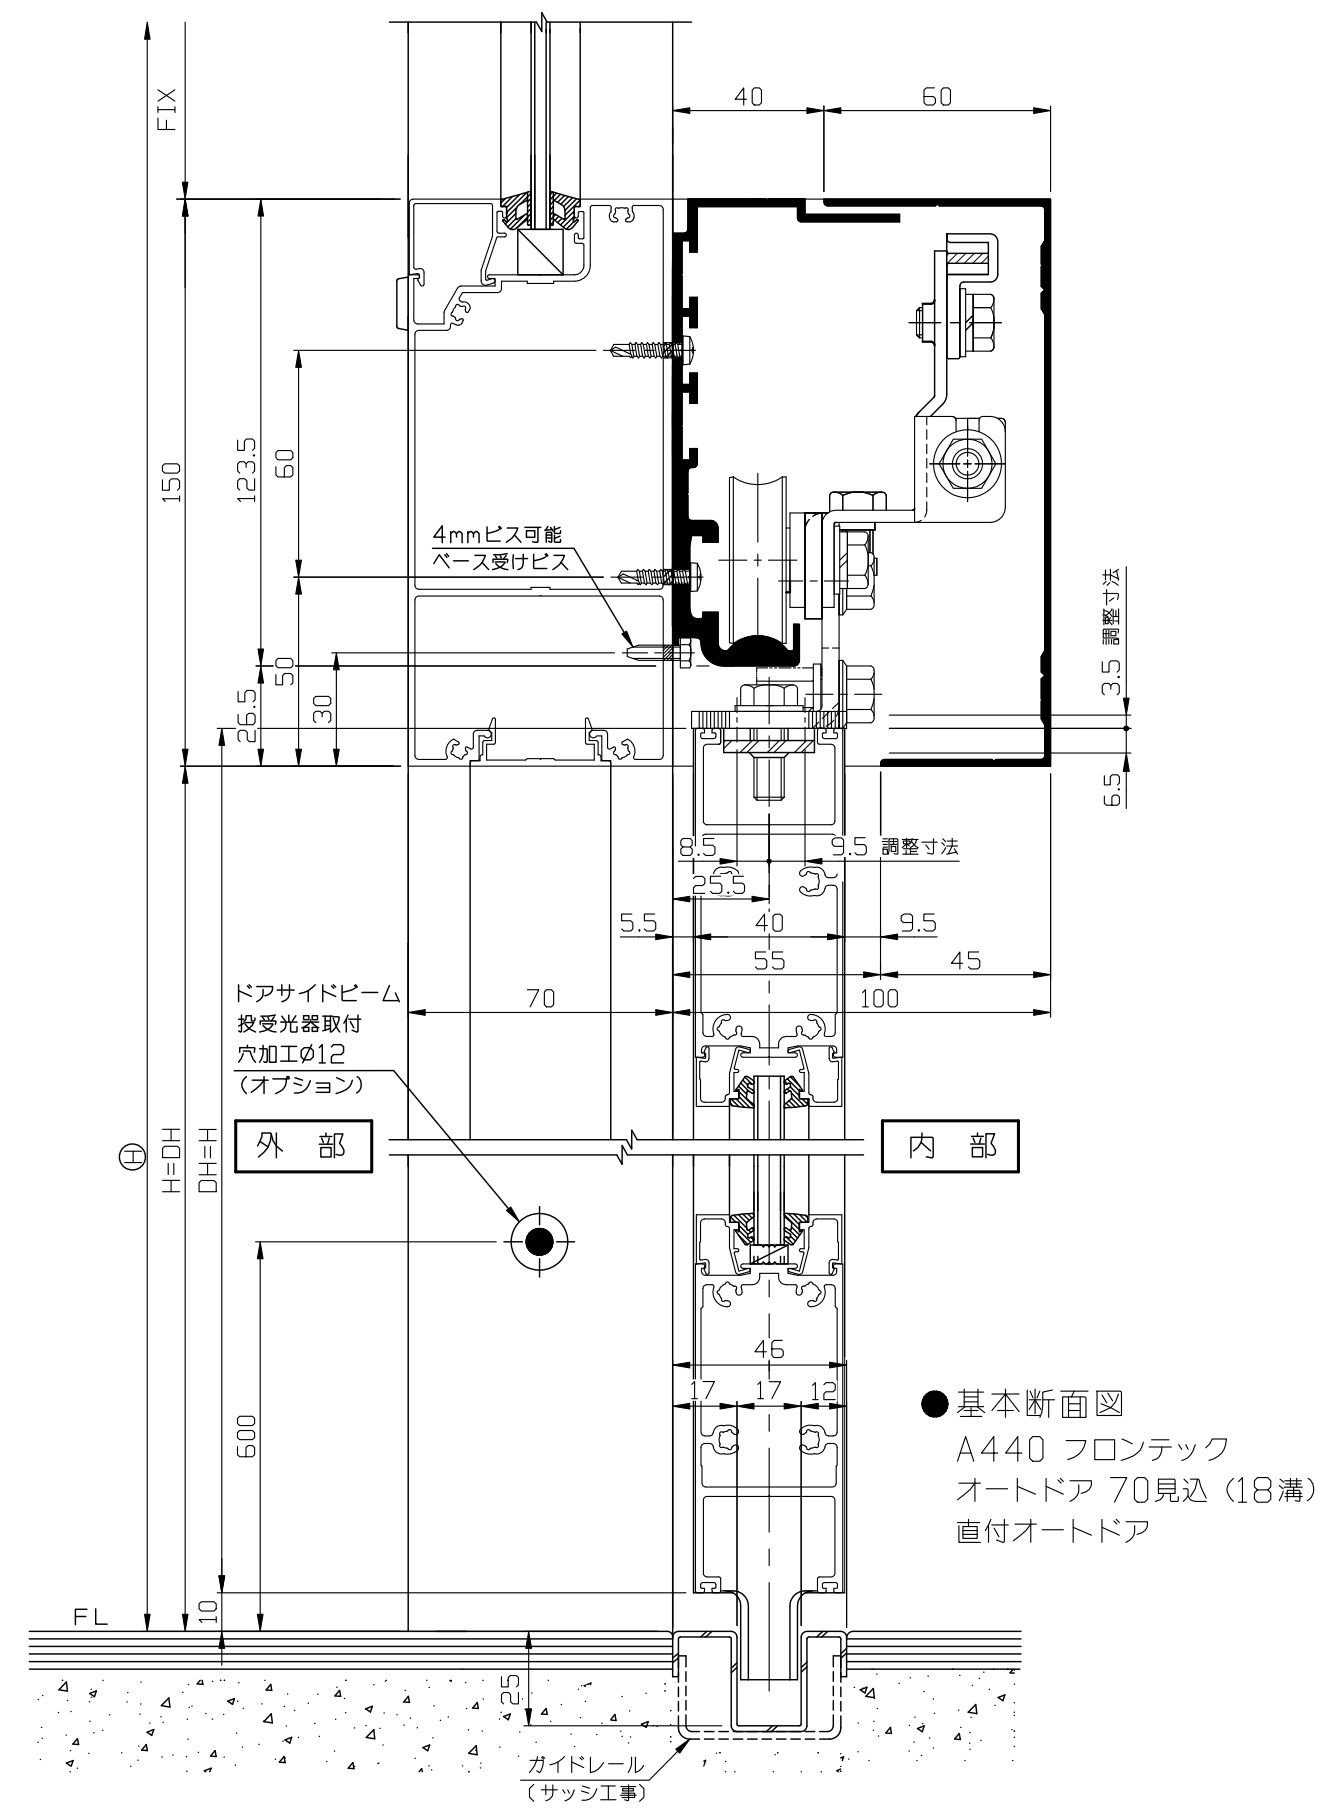 FIX
40
60
150
123.5
60
4mmビス可能
ベース受けビス
50
30
26.5
3.5 調整寸法
6.5
8.5
9.5 調整寸法
25.5
5.5
40
9.5
55
45
70
100
ドアサイドビーム
投受光器取付
穴加工Ø12
(オプション)
外 部
内 部
Ⓗ
H=DH
DH=H
46
17
17
12
600
●基本断面図
A440 フロンテック
オートドア 70見込 (18溝)
直付オートドア
10
FL
25
ガイドレール
(サッシ工事)